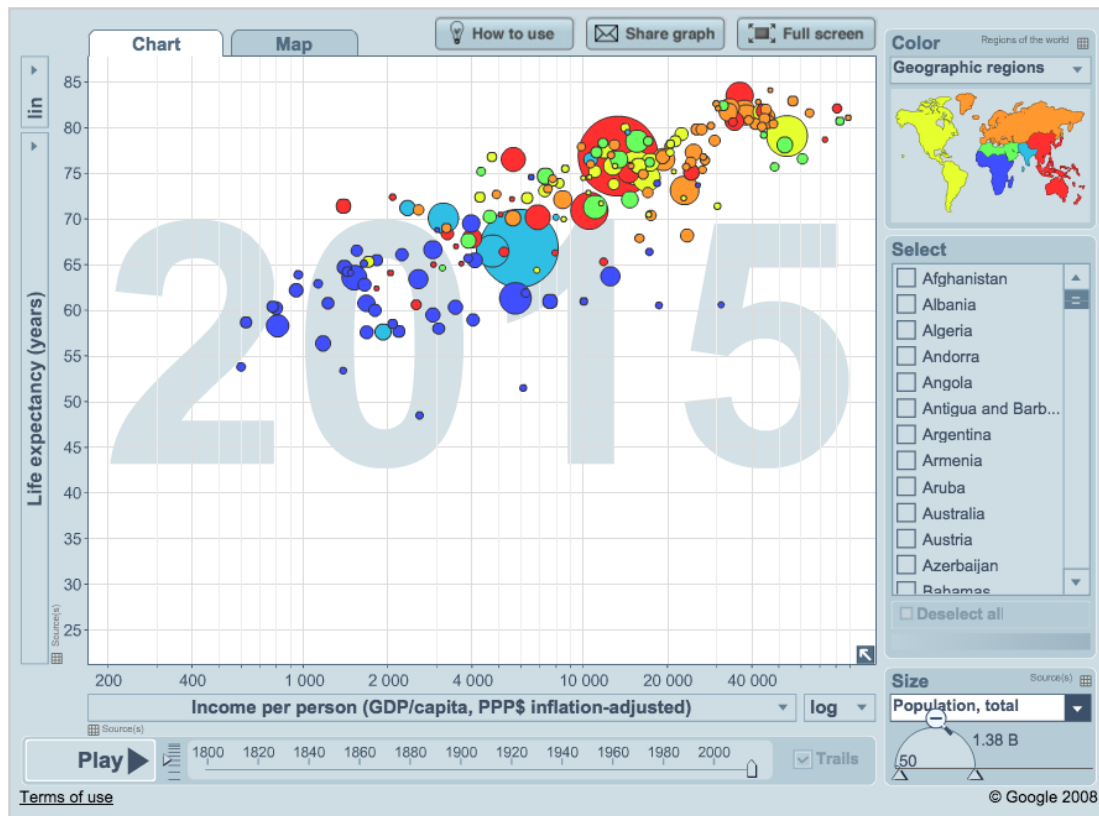 Chart
Map
How to use
Share graph
Full screen
Color
Regions of the world
Geographic regions
lin
Life expectancy (years)
Source(s)
2015
85
80
75
70
65
60
55
50
45
40
35
30
25
200
400
1 000
2 000
4 000
10 000
20 000
40 000
Income per person (GDP/capita, PPP$ inflation-adjusted)
log
Source(s)
Select
Afghanistan
Albania
Algeria
Andorra
Angola
Antigua and Barb...
Argentina
Armenia
Aruba
Australia
Austria
Azerbaijan
Bahamas
Deselect all
Size
Source(s)
Population, total
1.38 B
50
Play
1800
1820
1840
1860
1880
1900
1920
1940
1960
1980
2000
Trails
Terms of use
© Google 2008